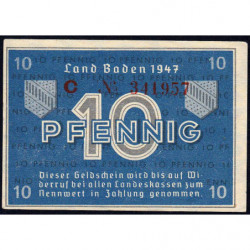 Land Baden 1947
C № 341957
10 10
10
PFENNIG
Dieser Geldschein wird bis auf Wi
derruf bei allen Landeskassen zum
Nennwert in Zahlung genommen.
10 10